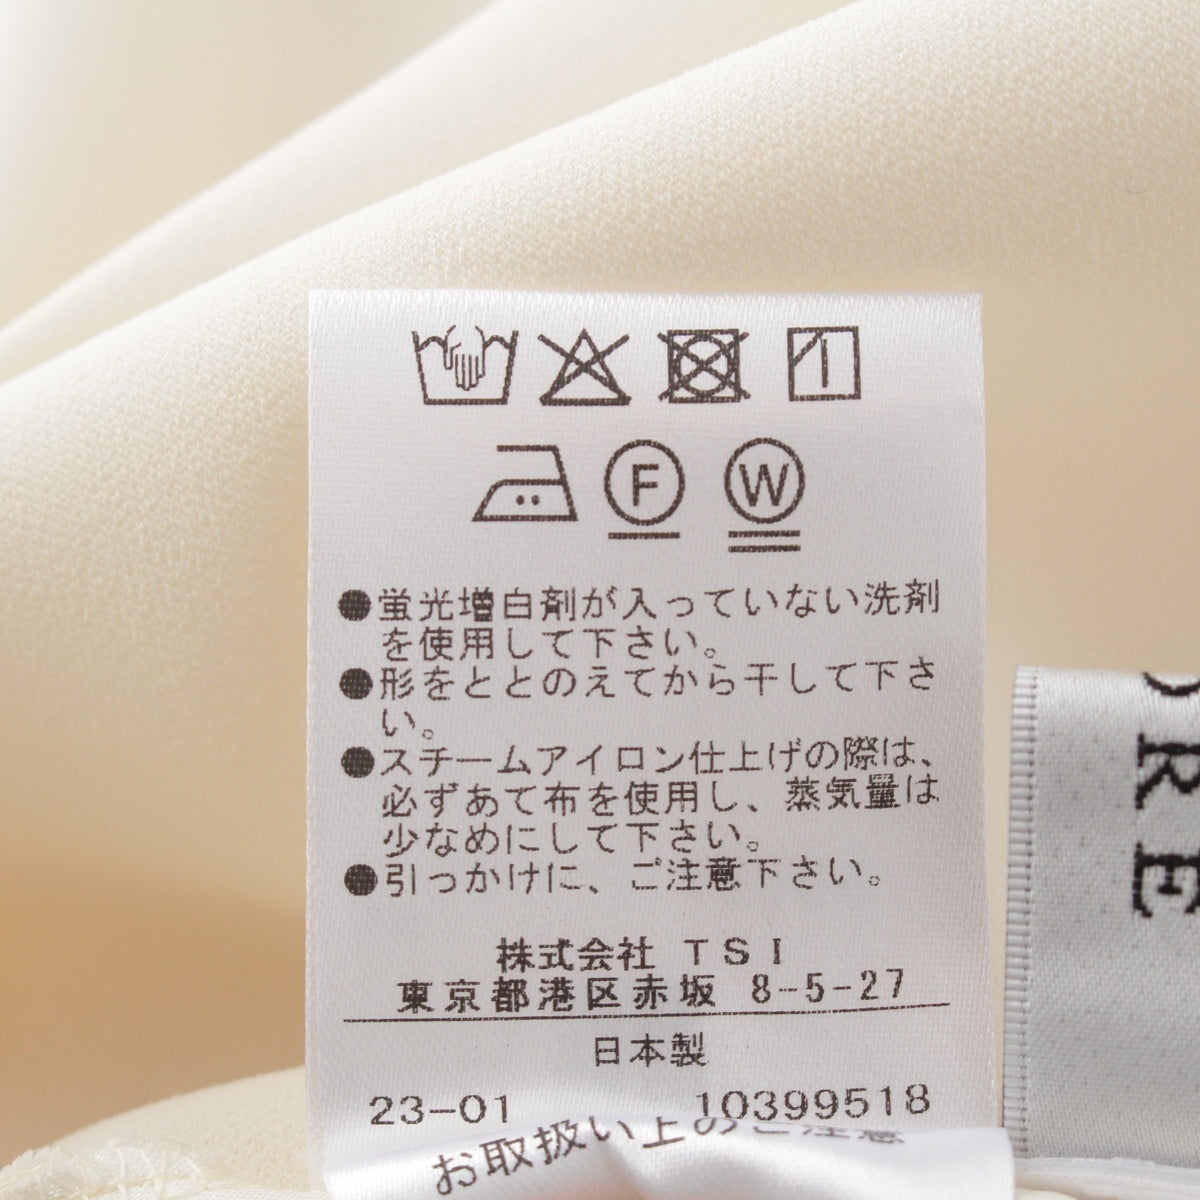 F W
●蛍光増白剤が入っていない洗剤
を使用して下さい。
●形をととのえてから干して下さ
い。
●スチームアイロン仕上げの際は、
必ずあて布を使用し、蒸気量は
少なめにして下さい。
●引っかけに、ご注意下さい。
株式会社 TSI
東京都港区赤坂 8-5-27
日本製
23-01 10399518
お取扱い上のご注意
ORE